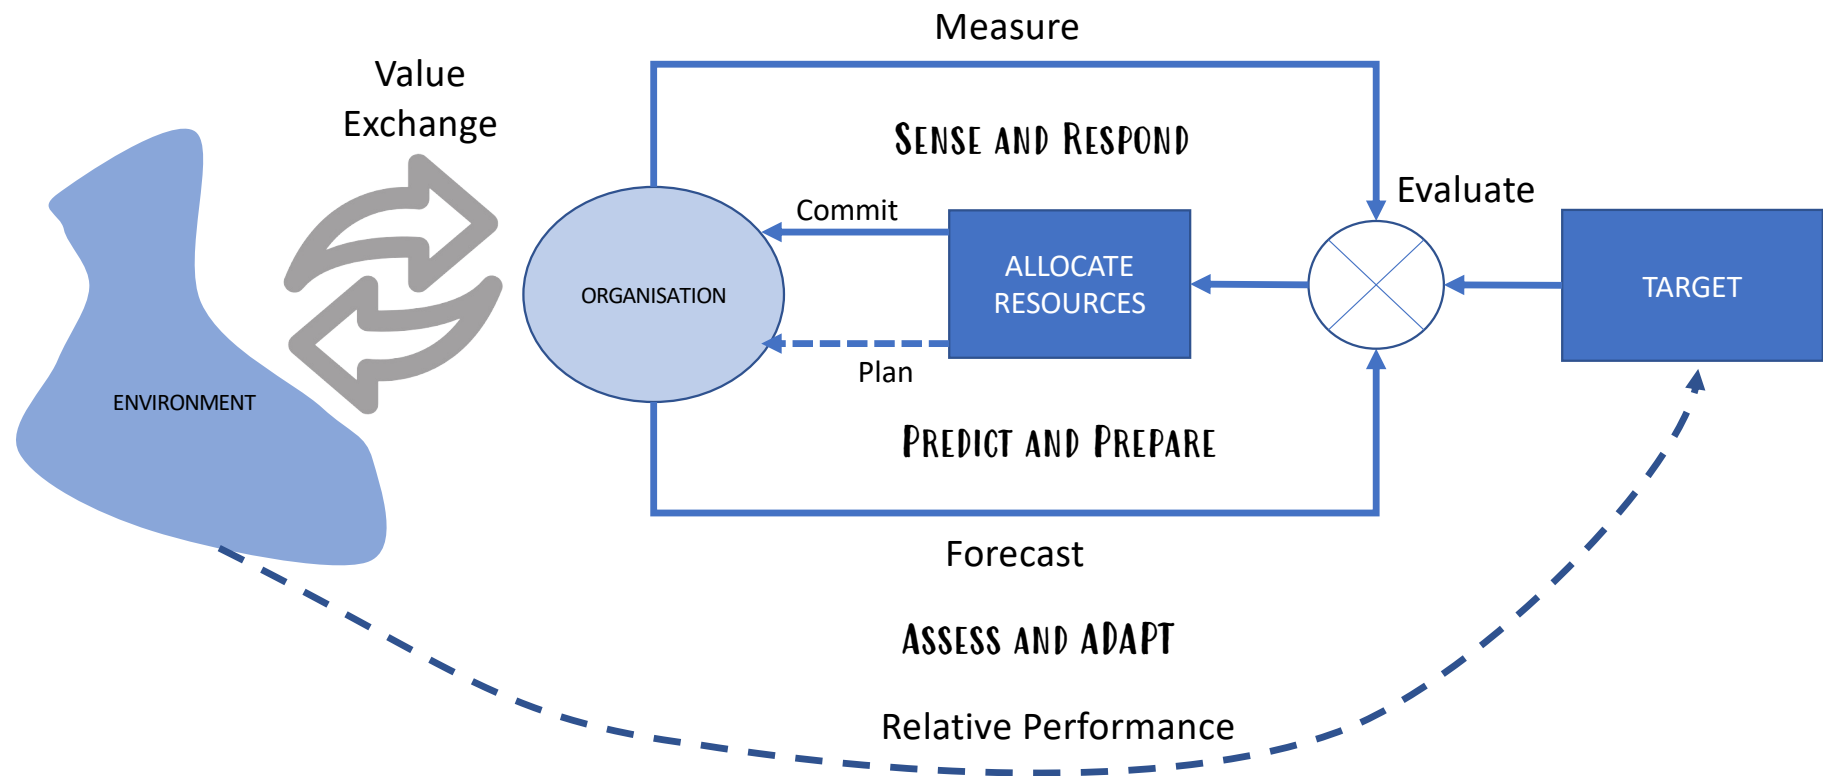 Measure
Value
Exchange
Sense and Respond
Evaluate
Commit
ALLOCATE
RESOURCES
TARGET
ORGANISATION
Plan
ENVIRONMENT
Predict and Prepare
Forecast
Assess and ADAPT
Relative Performance